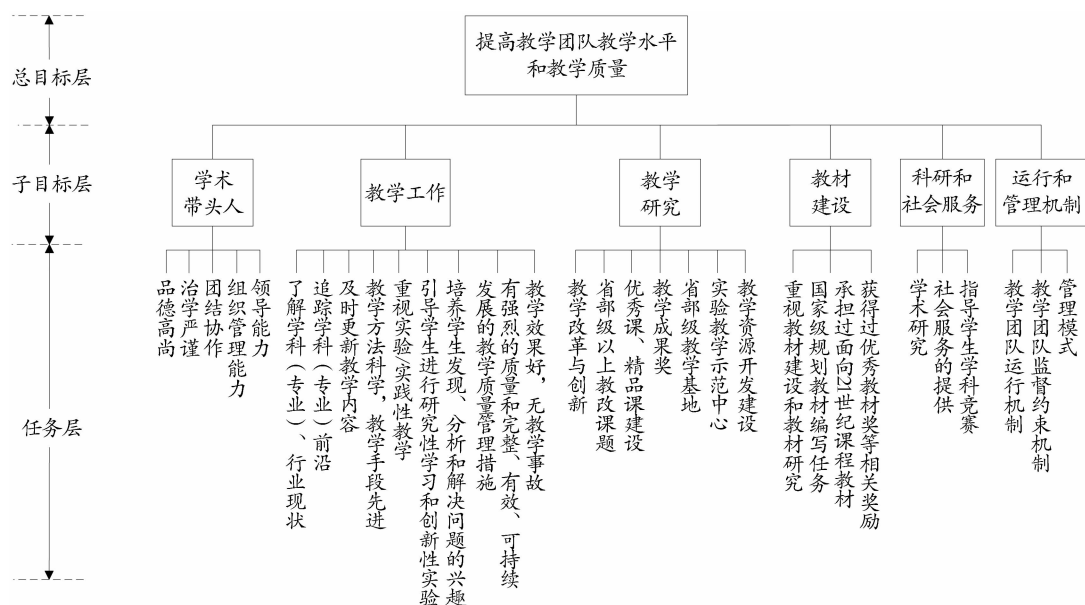 提高教学团队教学水平
和教学质量
总目标层
子目标层
学术
带头人
教学工作
教学
研究
教材
建设
科研和
社会服务
运行和
管理机制
任务层
品德高尚
治学严谨
团结协作
组织管理能力
领导能力
了解学科(专业)、行业现状
追踪学科(专业)前沿
及时更新教学内容
教学方法科学,教学手段先进
重视实验/实践性教学
引导学生进行研究性学习和创新性实验
培养学生发现、分析和解决问题的兴趣
发展的教学质量管理措施
有强烈的质量和完整、有效、可持续
教学效果好,无教学事故
教学改革与创新
省部级以上教改课题
优秀课、精品课建设
教学成果奖
省部级教学基地
实验教学示范中心
教学资源开发建设
重视教材建设和教材研究
国家级规划教材编写任务
承担过面向21世纪课程教材
获得过优秀教材奖等相关奖励
学术研究
社会服务的提供
指导学生学科竞赛
教学团队运行机制
教学团队监督约束机制
管理模式